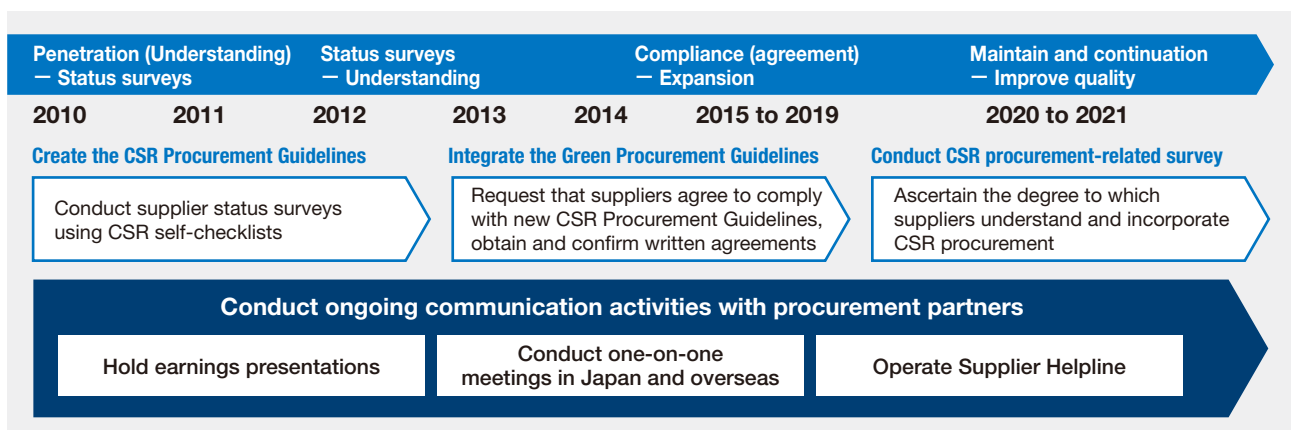 Penetration (Understanding)
— Status surveys
Status surveys
— Understanding
Compliance (agreement)
— Expansion
Maintain and continuation
— Improve quality
2010 2011 2012 2013 2014 2015 to 2019 2020 to 2021
Create the CSR Procurement Guidelines
Conduct supplier status surveys
using CSR self-checklists
Integrate the Green Procurement Guidelines
Request that suppliers agree to comply
with new CSR Procurement Guidelines,
obtain and confirm written agreements
Conduct CSR procurement-related survey
Ascertain the degree to which
suppliers understand and incorporate
CSR procurement
Conduct ongoing communication activities with procurement partners
Hold earnings presentations
Conduct one-on-one
meetings in Japan and overseas
Operate Supplier Helpline